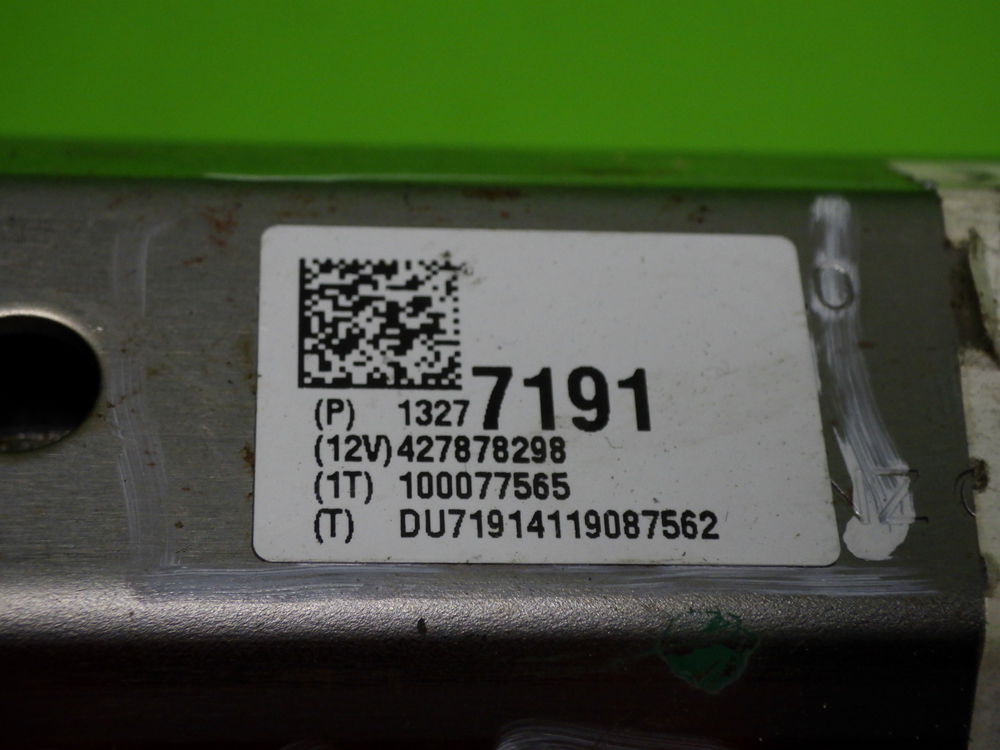 (P) 13277191
(12V)427878298
(1T) 100077565
(T) DU71914119087562